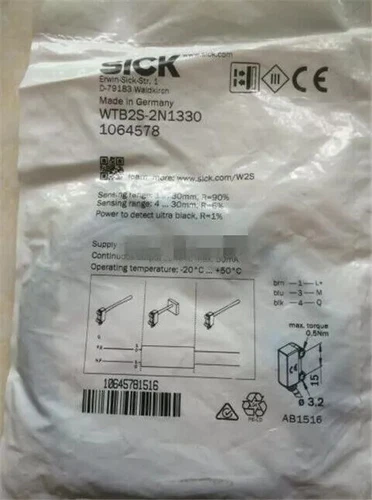 SICK
Erwin-Sick-Str. 1
D-79183 Waldkirch
Made in Germany
WTB2S-2N1330
1064578
more: www.sick.com/W2S
Sensing range: 30mm, R=90%
Sensing range: 4 ... 30mm, R=6%
Power to detect ultra black, R=1%
Supply
Continuous
Operating temperature: -20°C ... +50°C
brn 1 L+
blu 3 M
blk 4 Q
max. torque
0,5Nm
15
ø 3,2
10645781516
AB1516